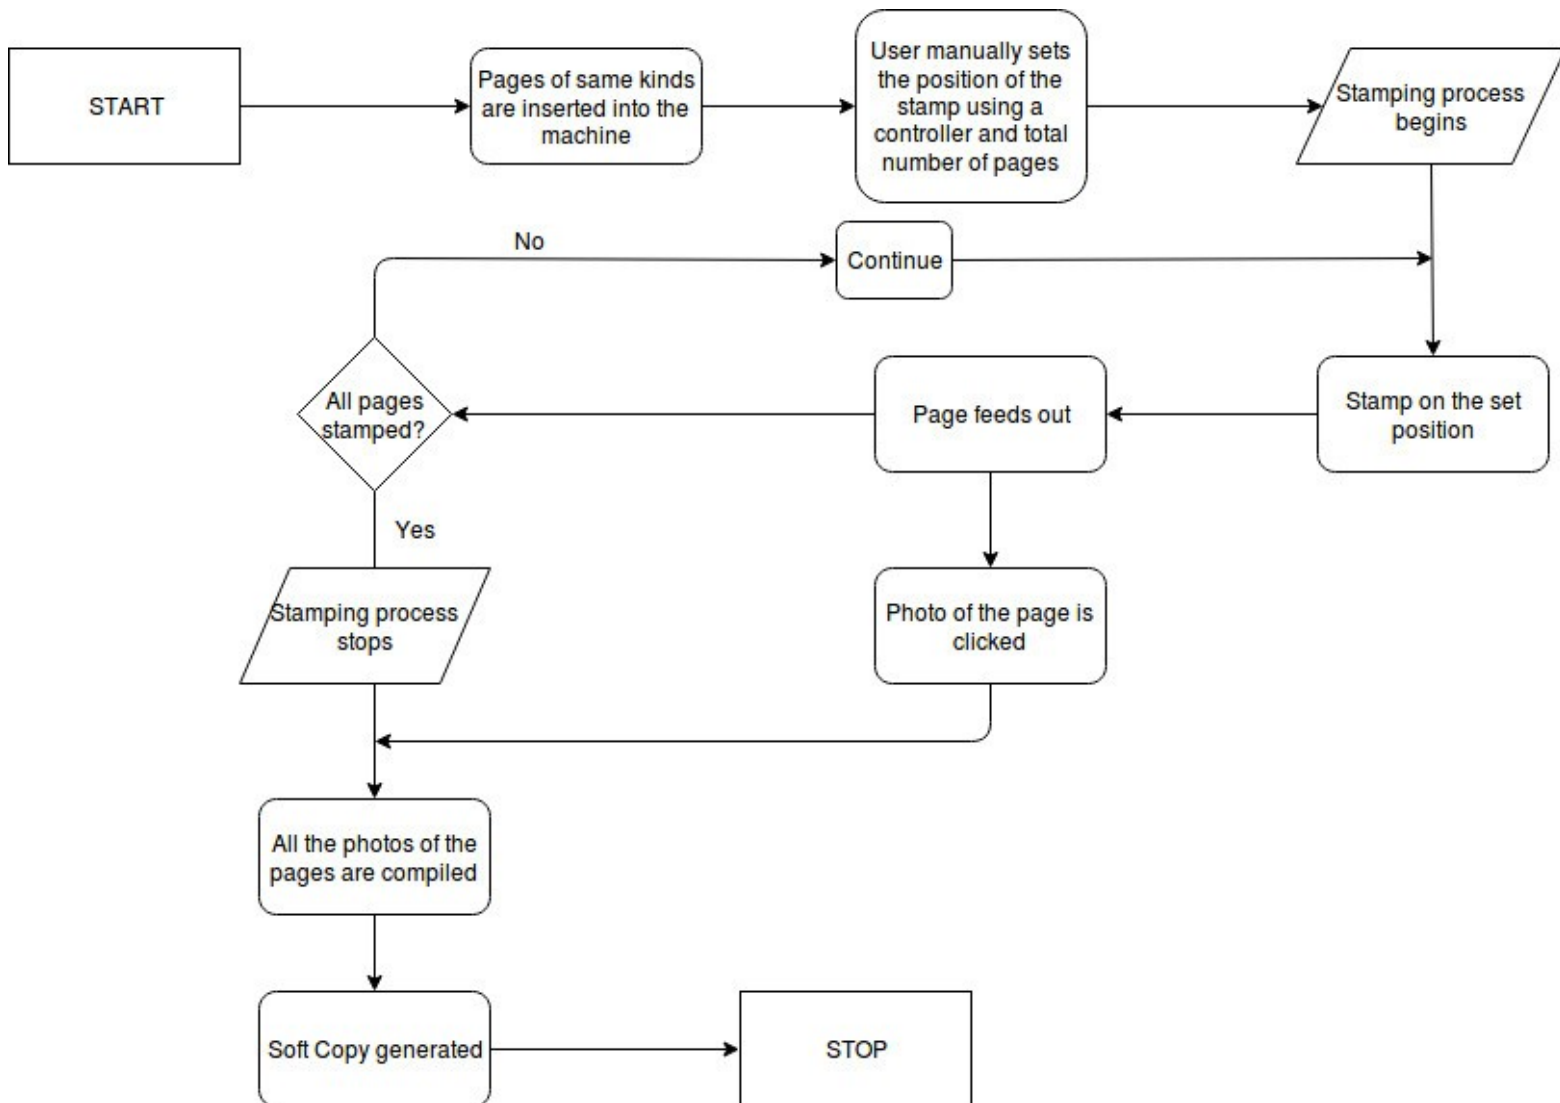 START
Pages of same kinds
are inserted into the
machine
User manually sets
the position of the
stamp using a
controller and total
number of pages
Stamping process
begins
No
Continue
All pages
stamped?
Page feeds out
Stamp on the set
position
Yes
Stamping process
stops
Photo of the page is
clicked
All the photos of the
pages are compiled
Soft Copy generated
STOP